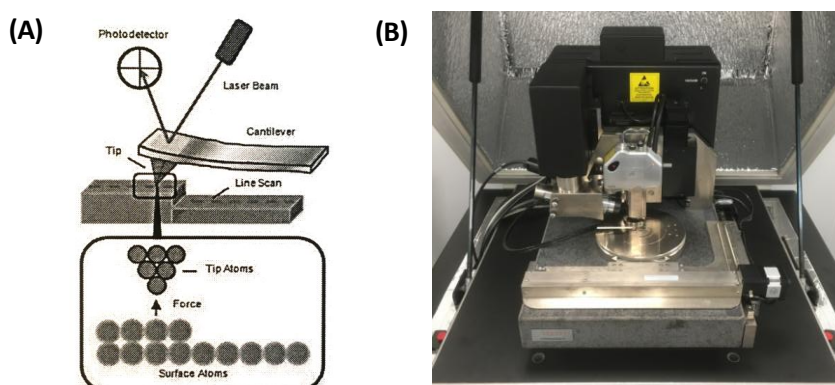 (A)
Photodetector
Laser Beam
Cantilever
Tip
Line Scan
Tip Atoms
Force
Surface Atoms
(B)